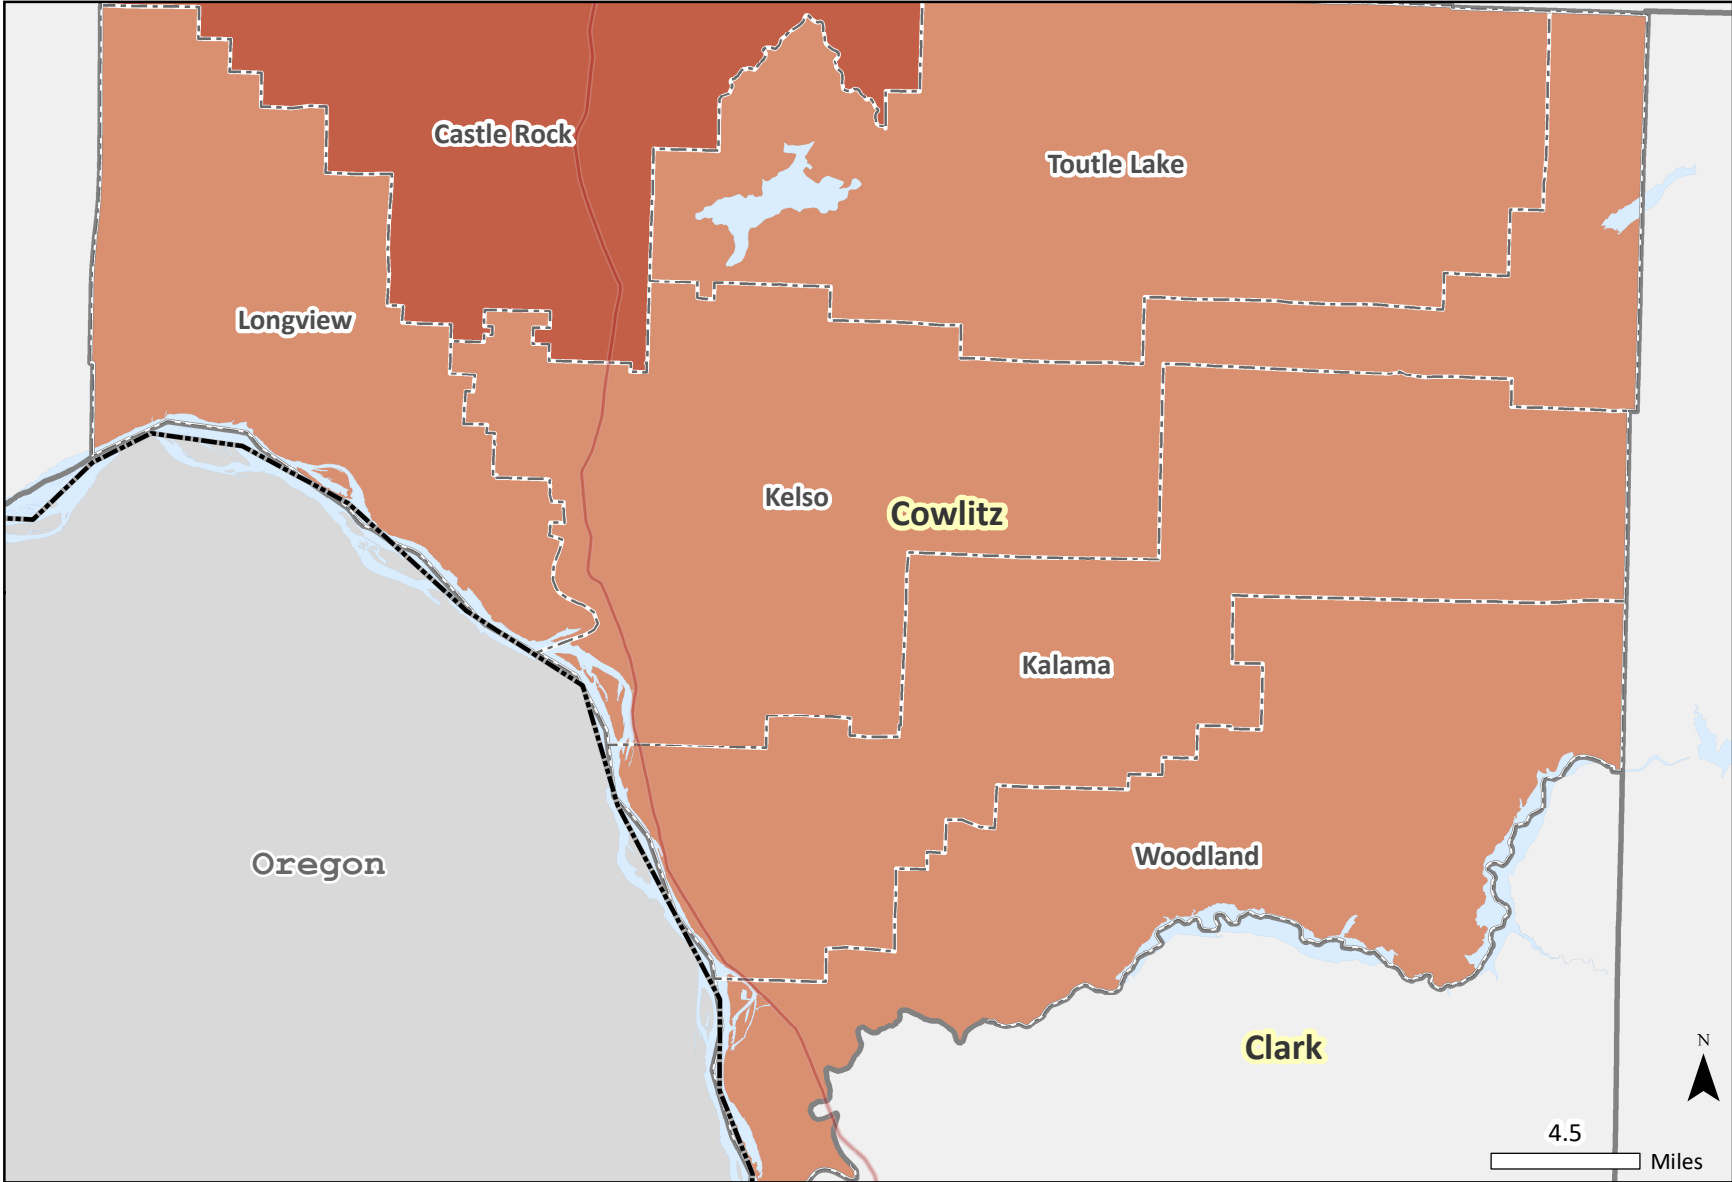 Castle Rock
Toutle Lake
Longview
Kelso
Cowlitz
Kalama
Woodland
Oregon
Clark
N
4.5
Miles